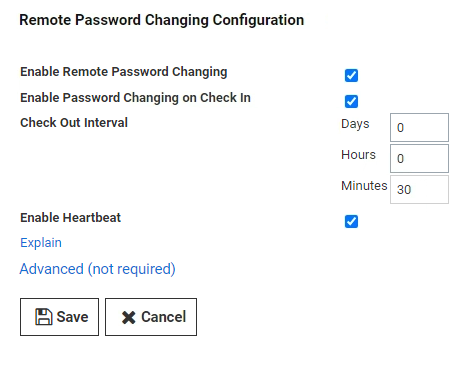 Remote Password Changing Configuration
Enable Remote Password Changing
Enable Password Changing on Check In
Check Out Interval Days 0
Hours 0
Minutes 30
Enable Heartbeat
Explain
Advanced (not required)
Save Cancel